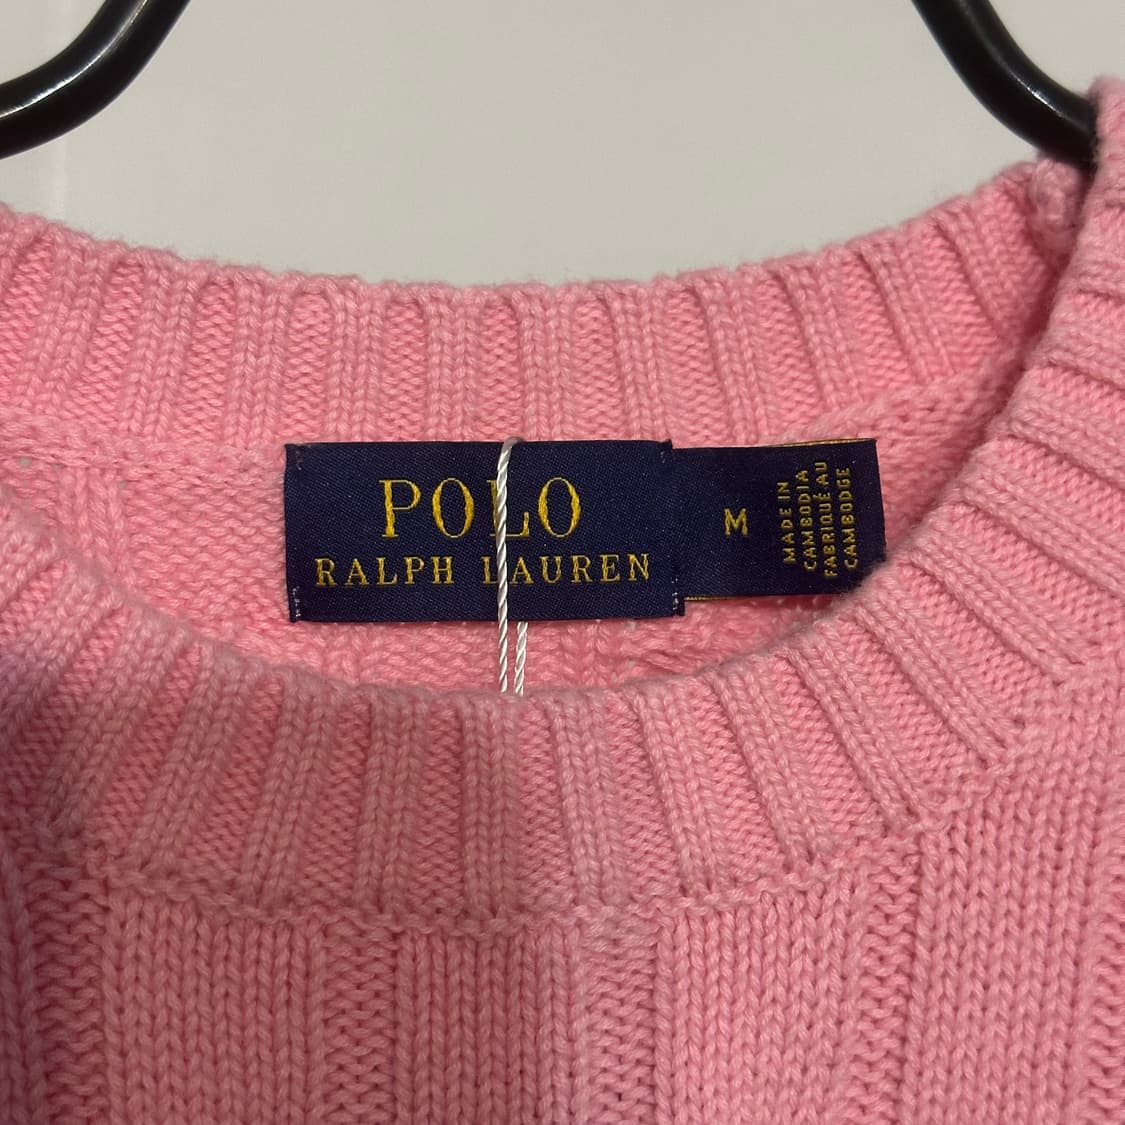 POLO
RALPH LAUREN
M
MADE IN
CAMBODIA
FABRIQUÉ AU
CAMBODGE